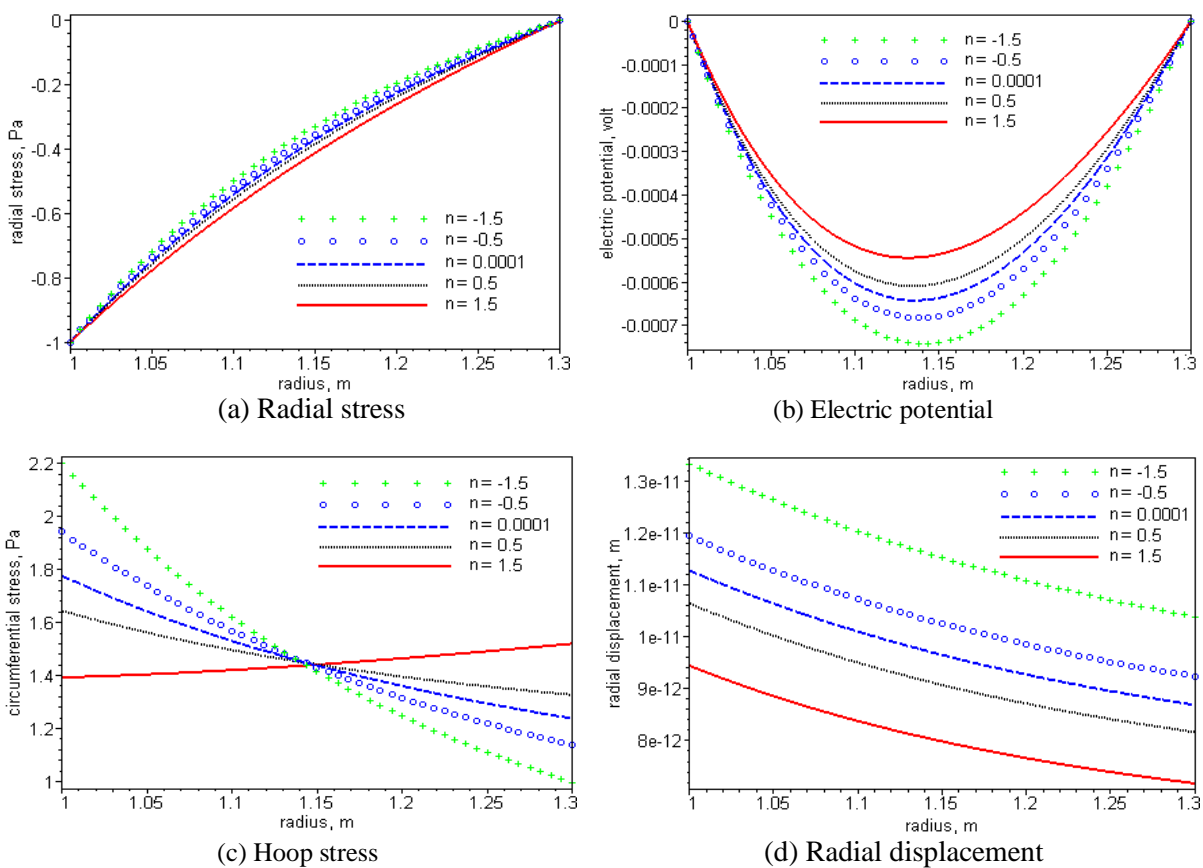 0
-0.2
-0.4
-0.6
-0.8
-1
radial stress, Pa
n= -1.5
n= -0.5
n= 0.0001
n= 0.5
n= 1.5
1
1.05
1.1
1.15
1.2
1.25
1.3
radius, m
(a) Radial stress
0
-0.0001
-0.0002
-0.0003
-0.0004
-0.0005
-0.0006
-0.0007
electric potential, volt
n= -1.5
n= -0.5
n= 0.0001
n= 0.5
n= 1.5
1
1.05
1.1
1.15
1.2
1.25
1.3
radius, m
(b) Electric potential
2.2
2
1.8
1.6
1.4
1.2
1
circumferential stress, Pa
n= -1.5
n= -0.5
n= 0.0001
n= 0.5
n= 1.5
1
1.05
1.1
1.15
1.2
1.25
1.3
radius, m
(c) Hoop stress
1.3e-11
1.2e-11
1.1e-11
1e-11
9e-12
8e-12
radial displacement, m
n= -1.5
n= -0.5
n= 0.0001
n= 0.5
n= 1.5
1
1.05
1.1
1.15
1.2
1.25
1.3
radius, m
(d) Radial displacement